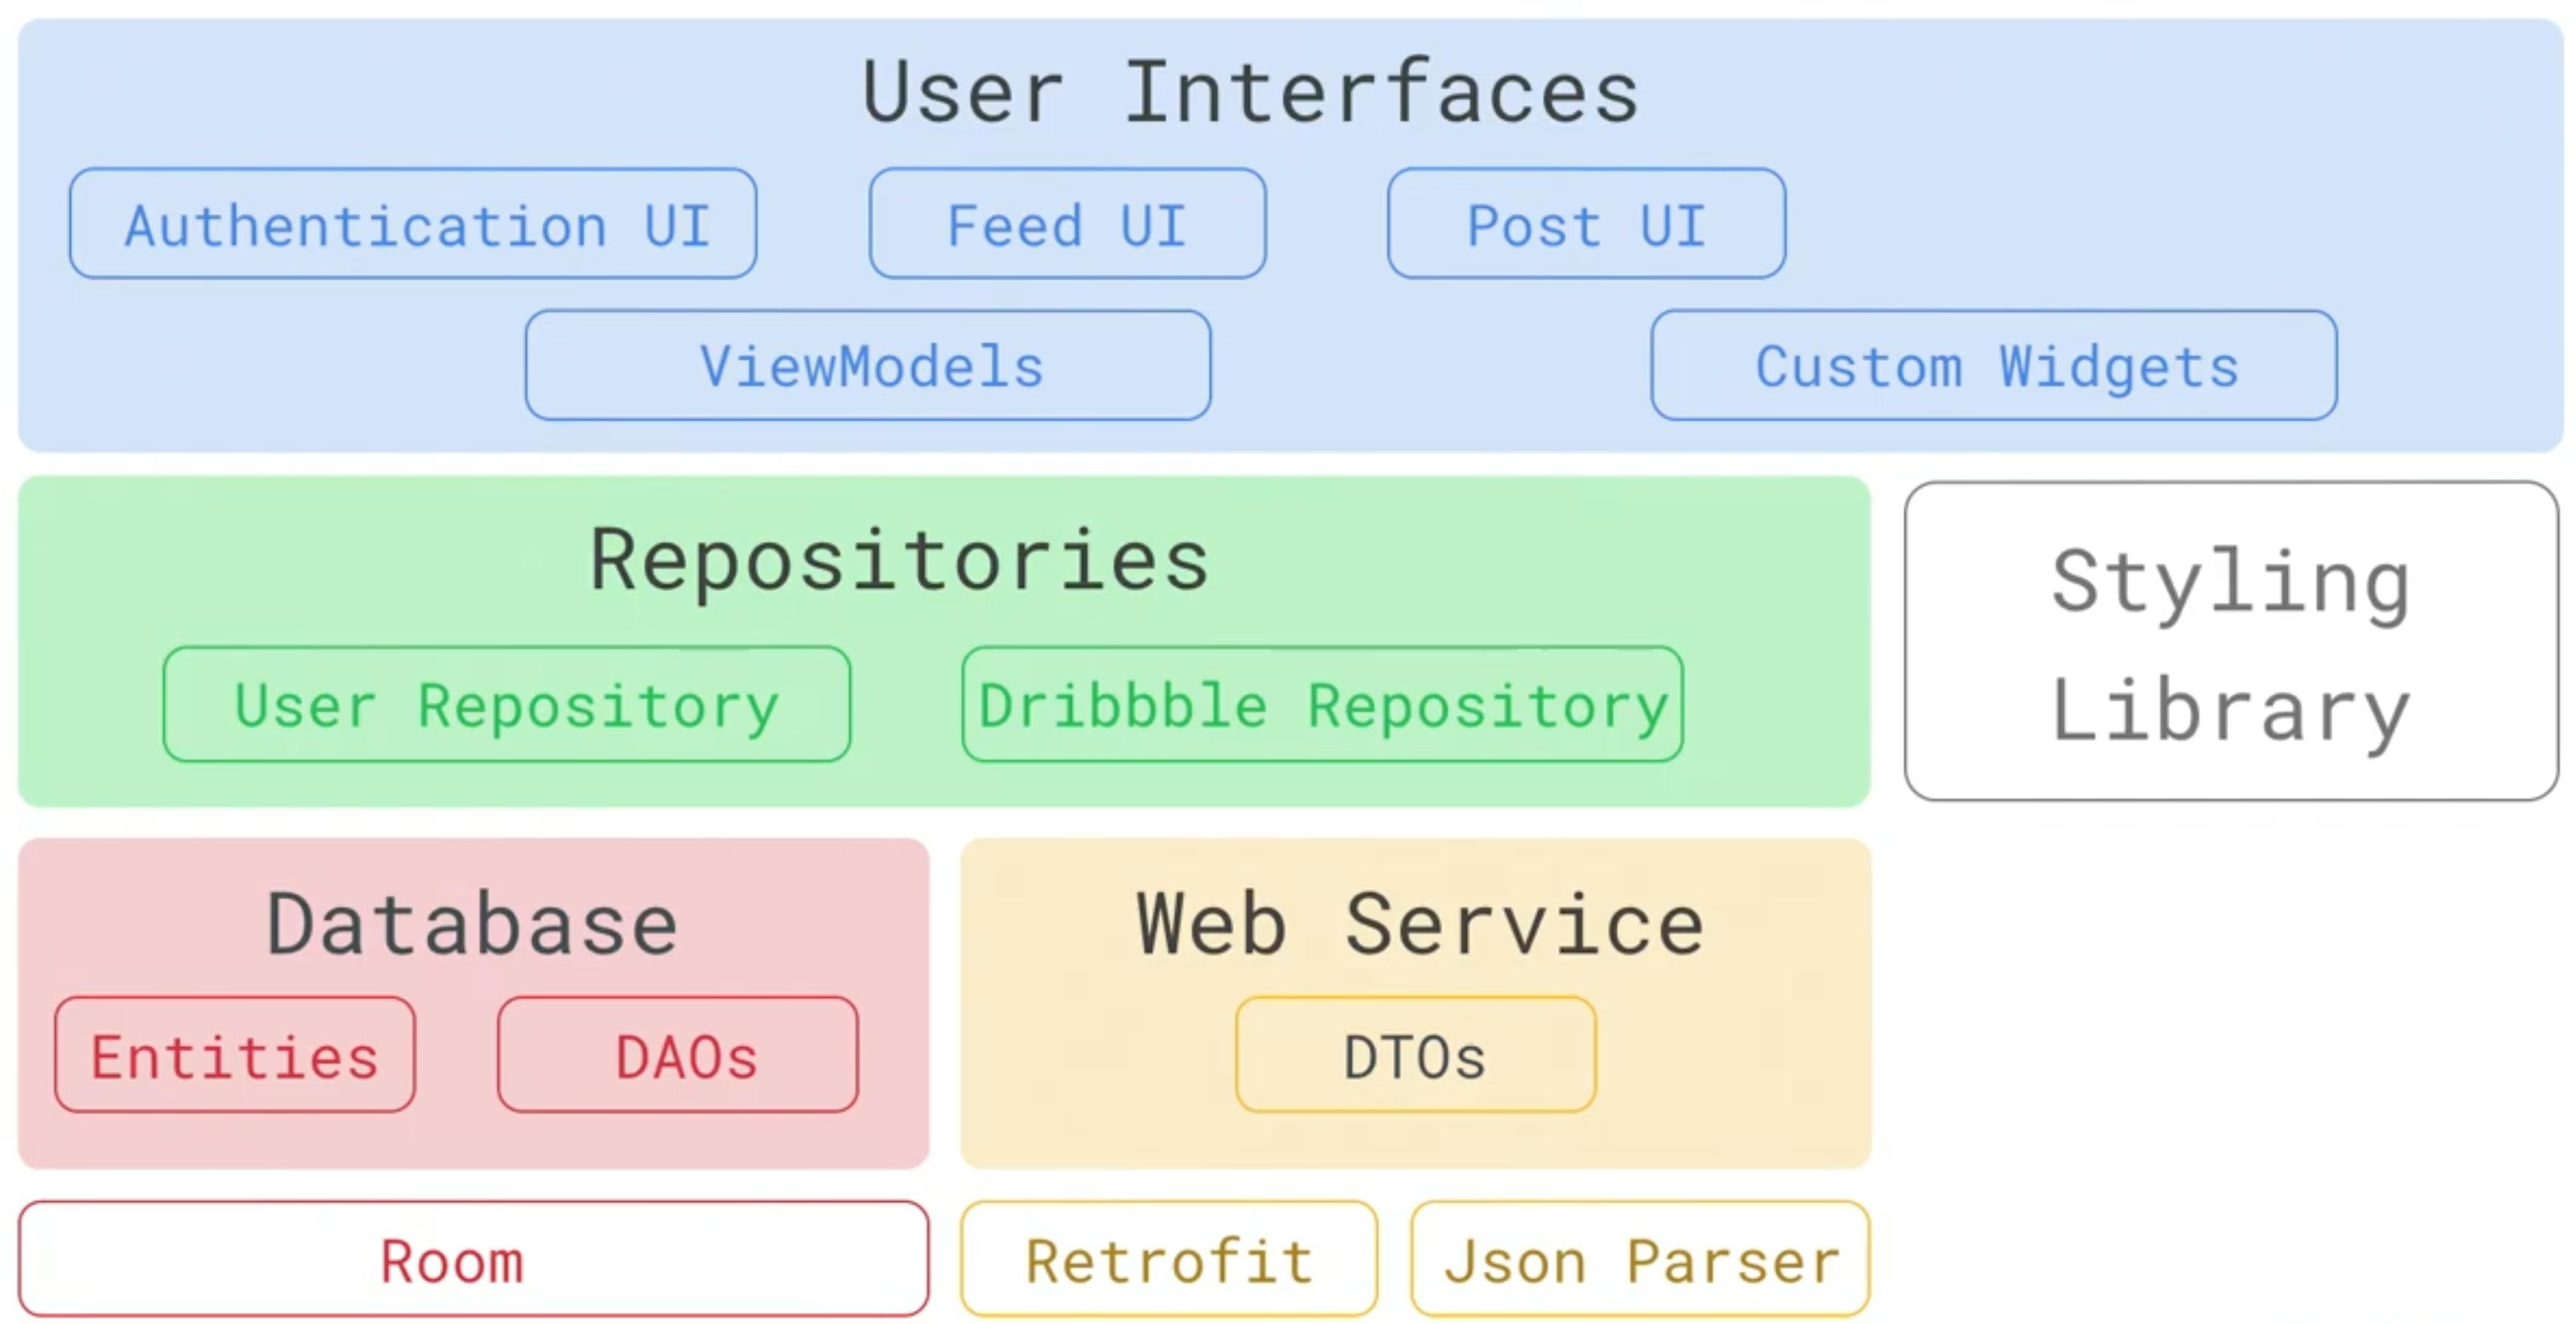 User Interfaces
Authentication UI
Feed UI
Post UI
ViewModels
Custom Widgets
Repositories
User Repository
Dribbble Repository
Styling
Library
Database
Entities
DAOs
Web Service
DTOs
Room
Retrofit
Json Parser